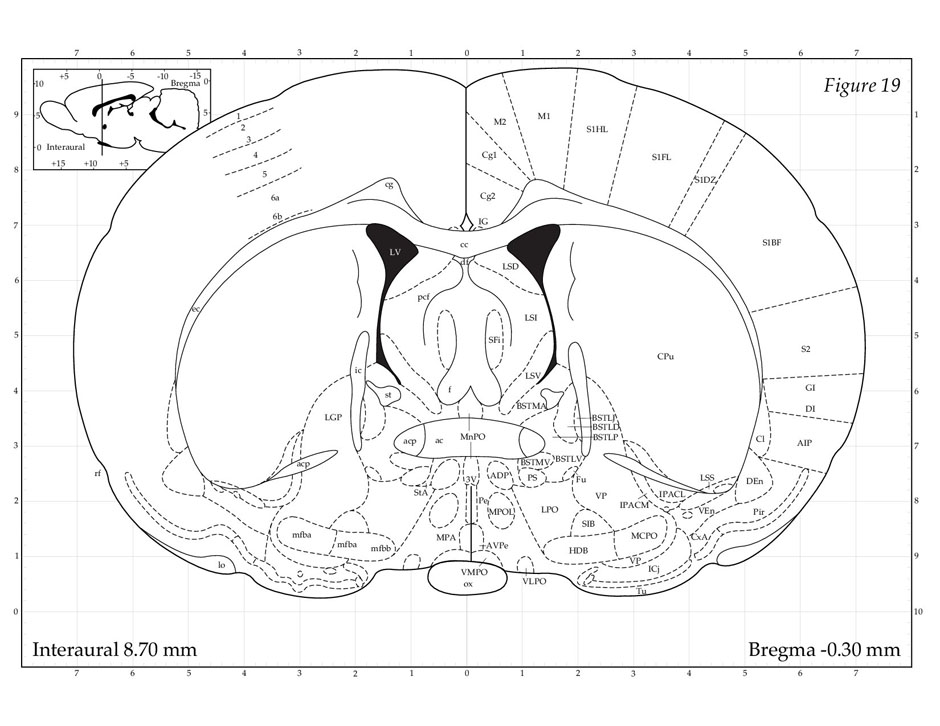 7 6 5 4 3 2 1 0 1 2 3 4 5 6 7
+5 0 -5 -10 -15
10 Bregma 0
5 5
0 Interaural
+15 +10 +5
Figure 19
9 1
8 2
7 3
6 4
5 5
4 6
3 7
2 8
1 9
0 10
1
2
3
4
5
6a
6b
cg
M2
M1
S1HL
S1FL
S1DZ
S1BF
Cg1
Cg2
IG
cc
df
LV
LSD
pcf
LSI
ec
SFi
CPu
S2
ic
st
f
LSV
GI
BSTMA
DI
LGP
BSTLJ
BSTLD
BSTLP
acp
ac
MnPO
Cl
AIP
acp
BSTMV
BSTLV
rf
3V
ADP
PS
Fu
LSS
DEn
StA
Pe
VP
IPACL
IPACM
MPOL
LPO
VEn
Pir
SIB
mfba
mfba
mfbb
MPA
AVPe
HDB
MCPO
CxA
lo
VP
ICj
VMPO
ox
VLPO
Tu
Interaural 8.70 mm
Bregma -0.30 mm
7 6 5 4 3 2 1 0 1 2 3 4 5 6 7